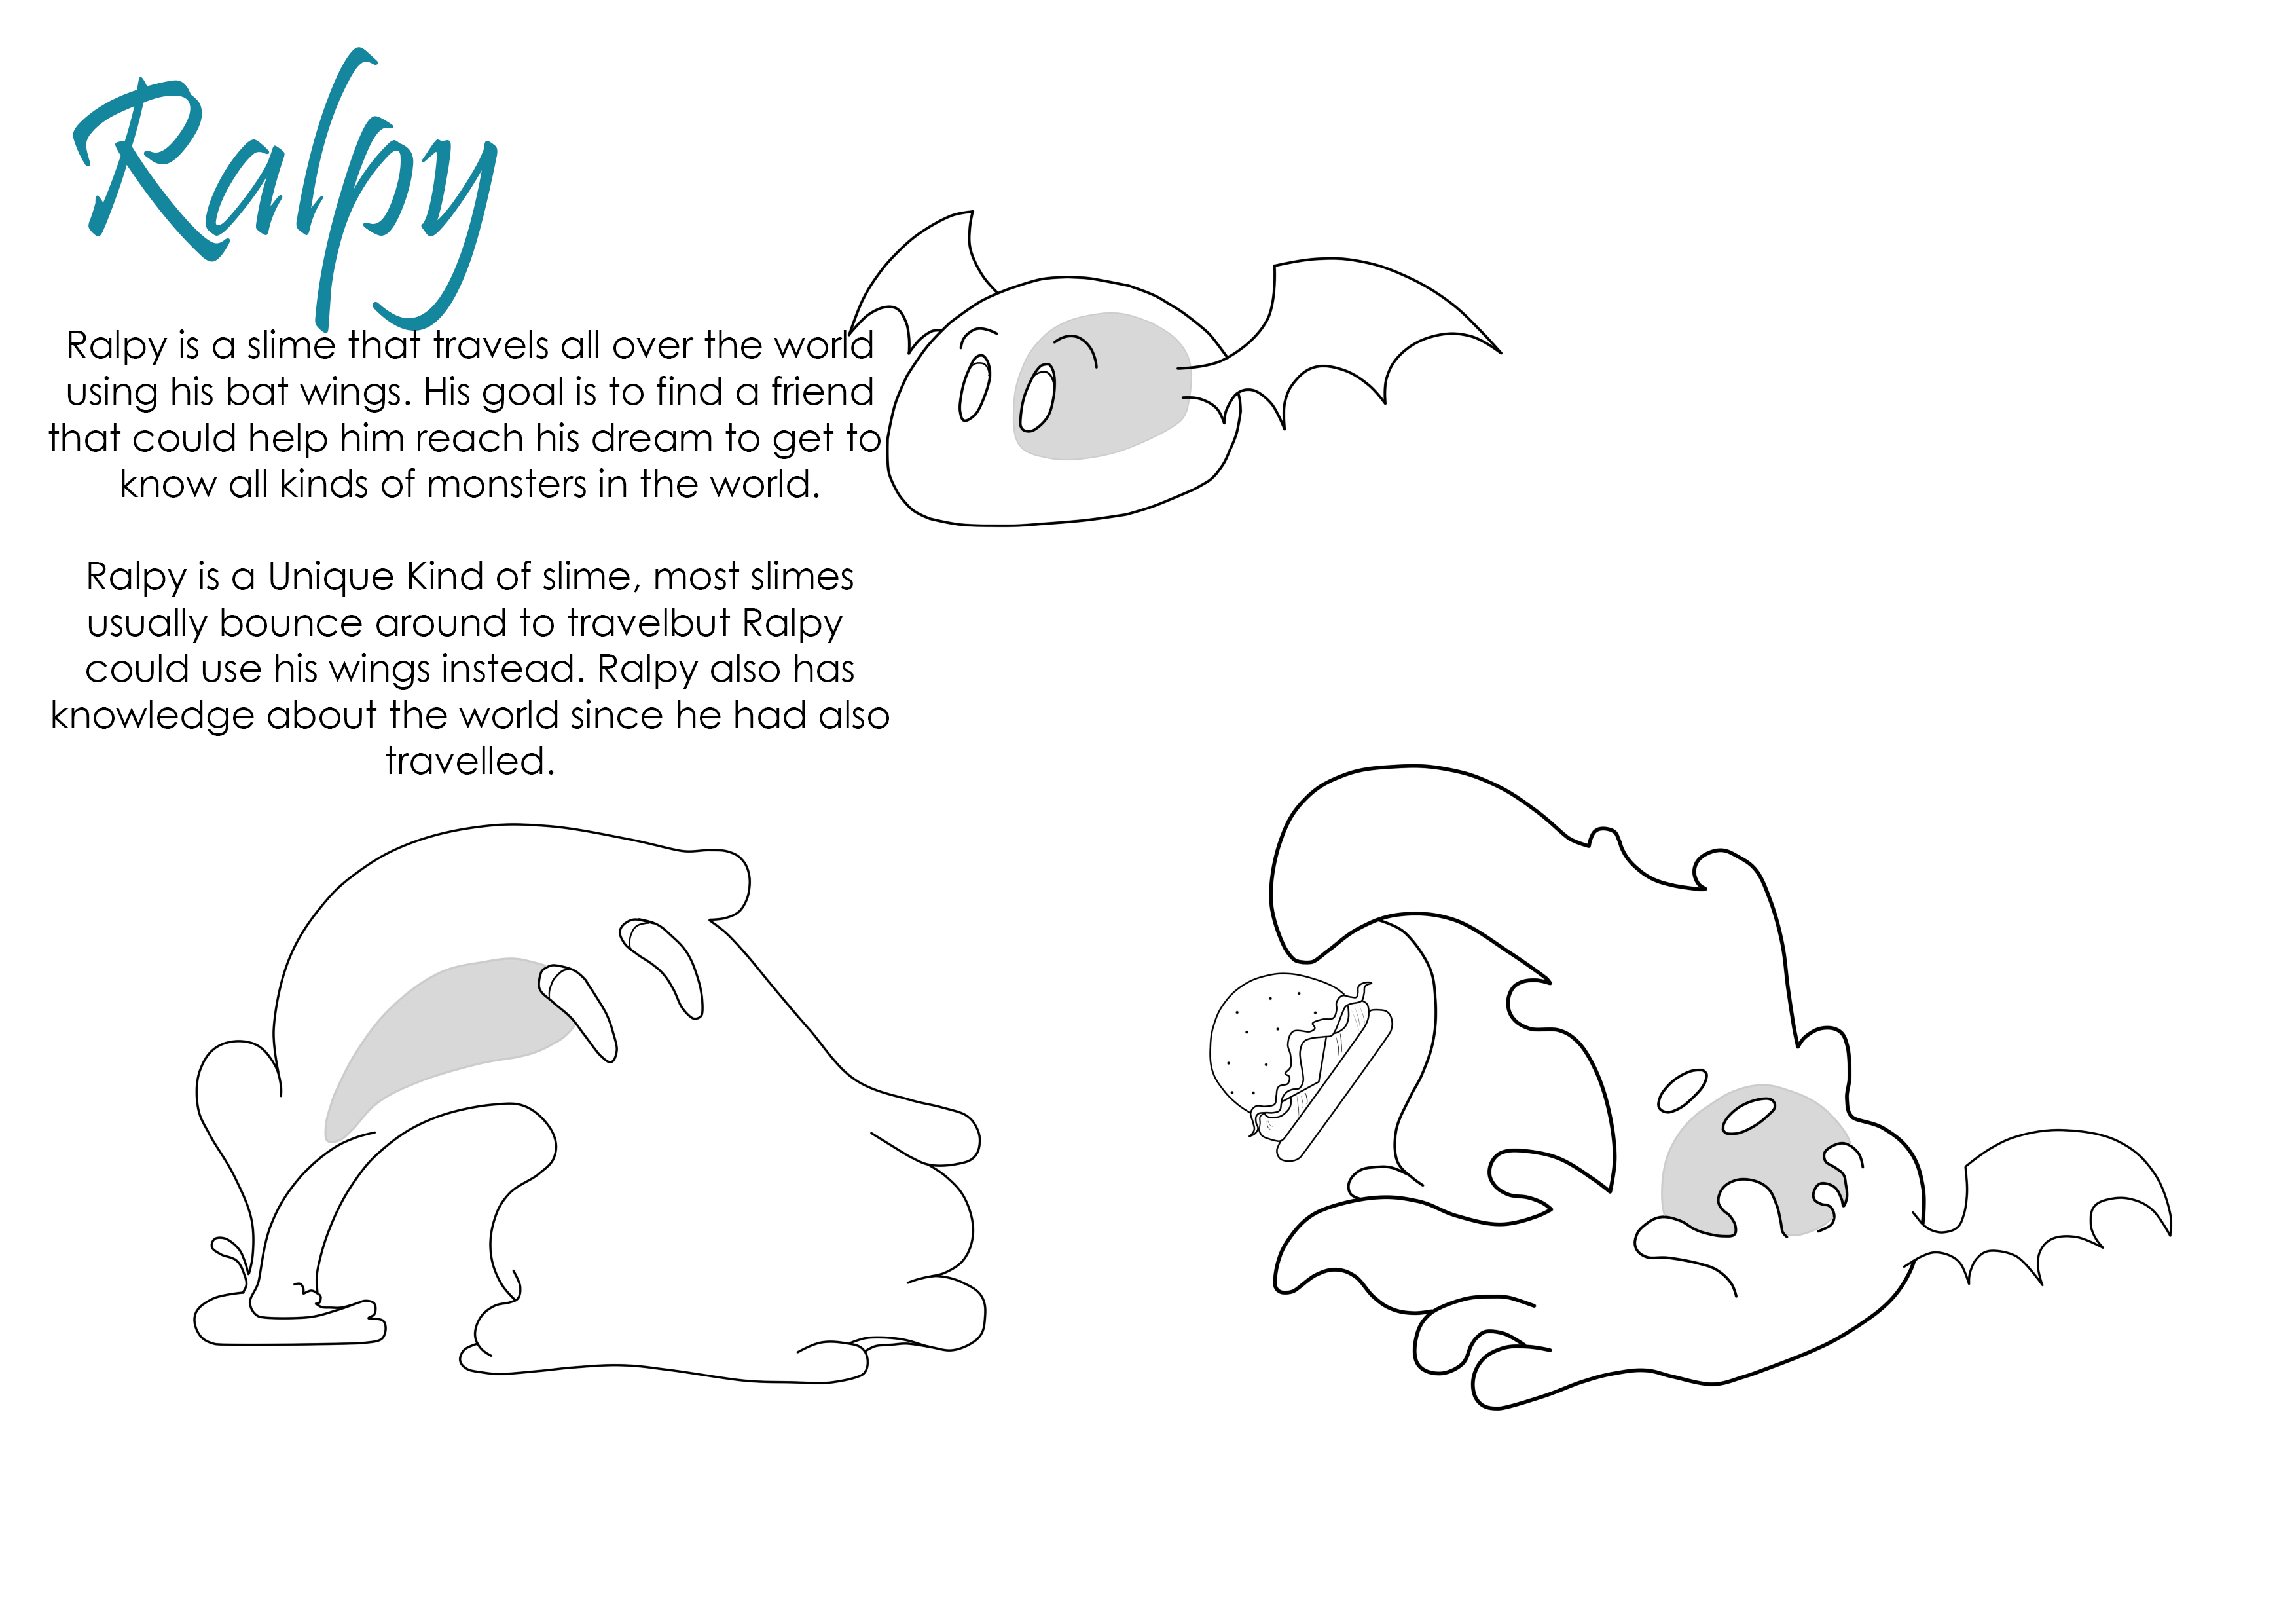 Ralpy
Ralpy is a slime that travels all over the world
using his bat wings. His goal is to find a friend
that could help him reach his dream to get to
know all kinds of monsters in the world.
Ralpy is a Unique Kind of slime, most slimes
usually bounce around to travelbut Ralpy
could use his wings instead. Ralpy also has
knowledge about the world since he had also
travelled.